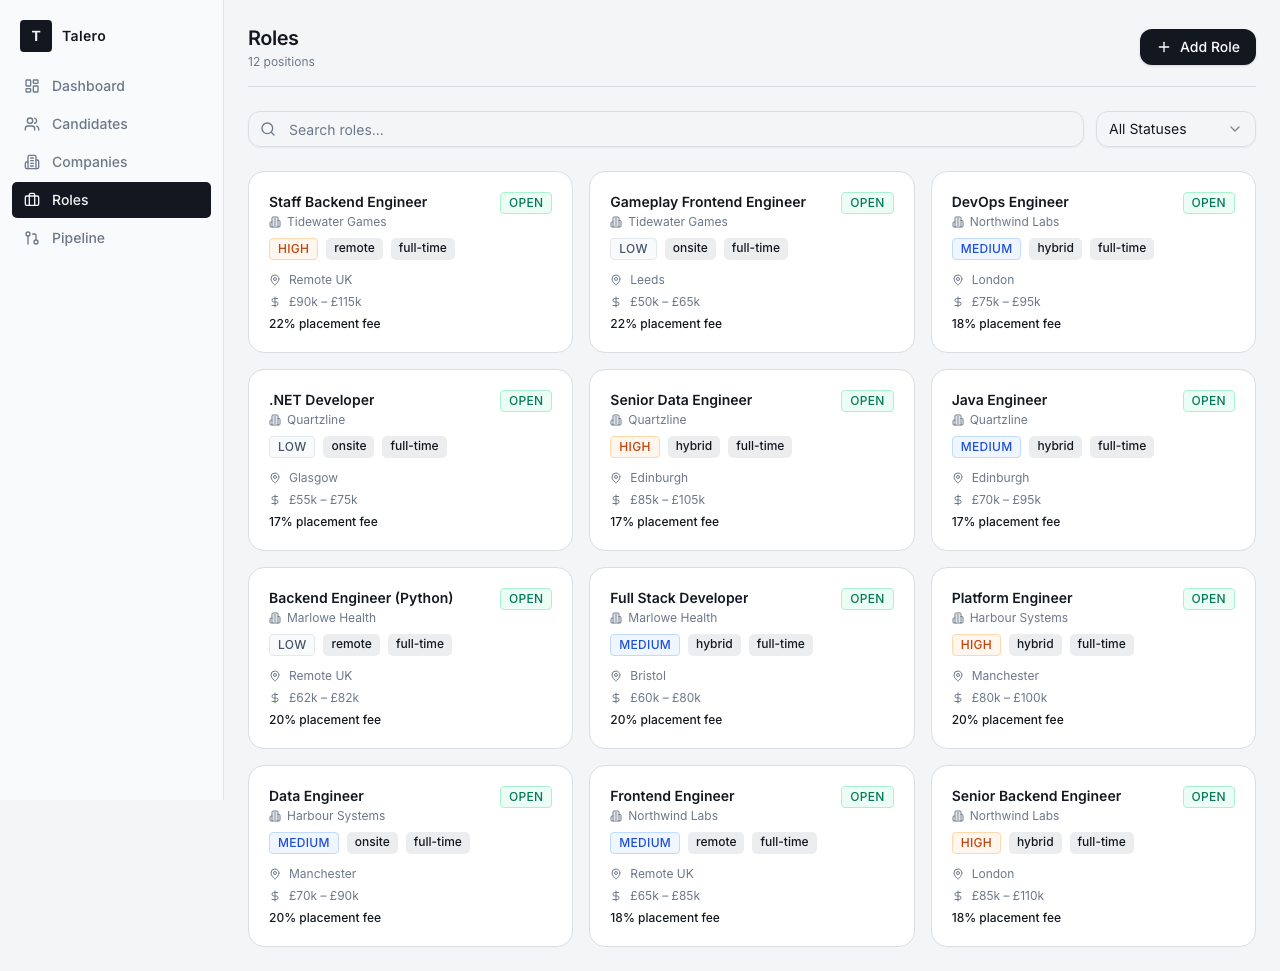 T Talero
Dashboard
Candidates
Companies
Roles
Pipeline
Roles
12 positions
Add Role
Search roles...
All Statuses
Staff Backend Engineer
OPEN
Tidewater Games
HIGH remote full-time
Remote UK
£90k – £115k
22% placement fee
Gameplay Frontend Engineer
OPEN
Tidewater Games
LOW onsite full-time
Leeds
£50k – £65k
22% placement fee
DevOps Engineer
OPEN
Northwind Labs
MEDIUM hybrid full-time
London
£75k – £95k
18% placement fee
.NET Developer
OPEN
Quartzline
LOW onsite full-time
Glasgow
£55k – £75k
17% placement fee
Senior Data Engineer
OPEN
Quartzline
HIGH hybrid full-time
Edinburgh
£85k – £105k
17% placement fee
Java Engineer
OPEN
Quartzline
MEDIUM hybrid full-time
Edinburgh
£70k – £95k
17% placement fee
Backend Engineer (Python)
OPEN
Marlowe Health
LOW remote full-time
Remote UK
£62k – £82k
20% placement fee
Full Stack Developer
OPEN
Marlowe Health
MEDIUM hybrid full-time
Bristol
£60k – £80k
20% placement fee
Platform Engineer
OPEN
Harbour Systems
HIGH hybrid full-time
Manchester
£80k – £100k
20% placement fee
Data Engineer
OPEN
Harbour Systems
MEDIUM onsite full-time
Manchester
£70k – £90k
20% placement fee
Frontend Engineer
OPEN
Northwind Labs
MEDIUM remote full-time
Remote UK
£65k – £85k
18% placement fee
Senior Backend Engineer
OPEN
Northwind Labs
HIGH hybrid full-time
London
£85k – £110k
18% placement fee